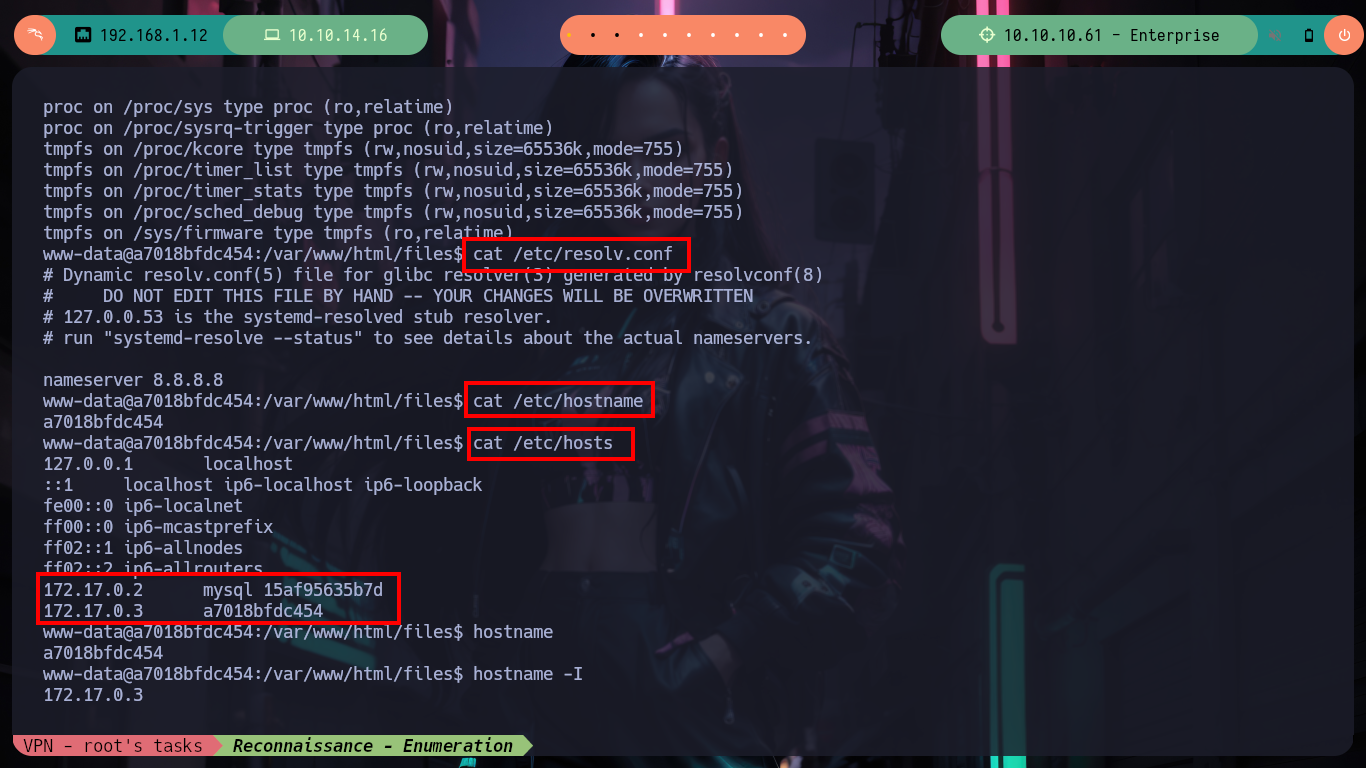 192.168.1.12
10.10.14.16
10.10.10.61 - Enterprise
proc on /proc/sys type proc (ro,relatime)
proc on /proc/sysrq-trigger type proc (ro,relatime)
tmpfs on /proc/kcore type tmpfs (rw,nosuid,size=65536k,mode=755)
tmpfs on /proc/timer_list type tmpfs (rw,nosuid,size=65536k,mode=755)
tmpfs on /proc/timer_stats type tmpfs (rw,nosuid,size=65536k,mode=755)
tmpfs on /proc/sched_debug type tmpfs (rw,nosuid,size=65536k,mode=755)
tmpfs on /sys/firmware type tmpfs (ro,relatime)
www-data@a7018bfdc454:/var/www/html/files$ cat /etc/resolv.conf
# Dynamic resolv.conf(5) file for glibc resolver(3) generated by resolvconf(8)
#     DO NOT EDIT THIS FILE BY HAND -- YOUR CHANGES WILL BE OVERWRITTEN
# 127.0.0.53 is the systemd-resolved stub resolver.
# run "systemd-resolve --status" to see details about the actual nameservers.
nameserver 8.8.8.8
www-data@a7018bfdc454:/var/www/html/files$ cat /etc/hostname
a7018bfdc454
www-data@a7018bfdc454:/var/www/html/files$ cat /etc/hosts
127.0.0.1       localhost
::1     localhost ip6-localhost ip6-loopback
fe00::0 ip6-localnet
ff00::0 ip6-mcastprefix
ff02::1 ip6-allnodes
ff02::2 ip6-allrouters
172.17.0.2      mysql 15af95635b7d
172.17.0.3      a7018bfdc454
www-data@a7018bfdc454:/var/www/html/files$ hostname
a7018bfdc454
www-data@a7018bfdc454:/var/www/html/files$ hostname -I
172.17.0.3
VPN - root's tasks
Reconnaissance - Enumeration